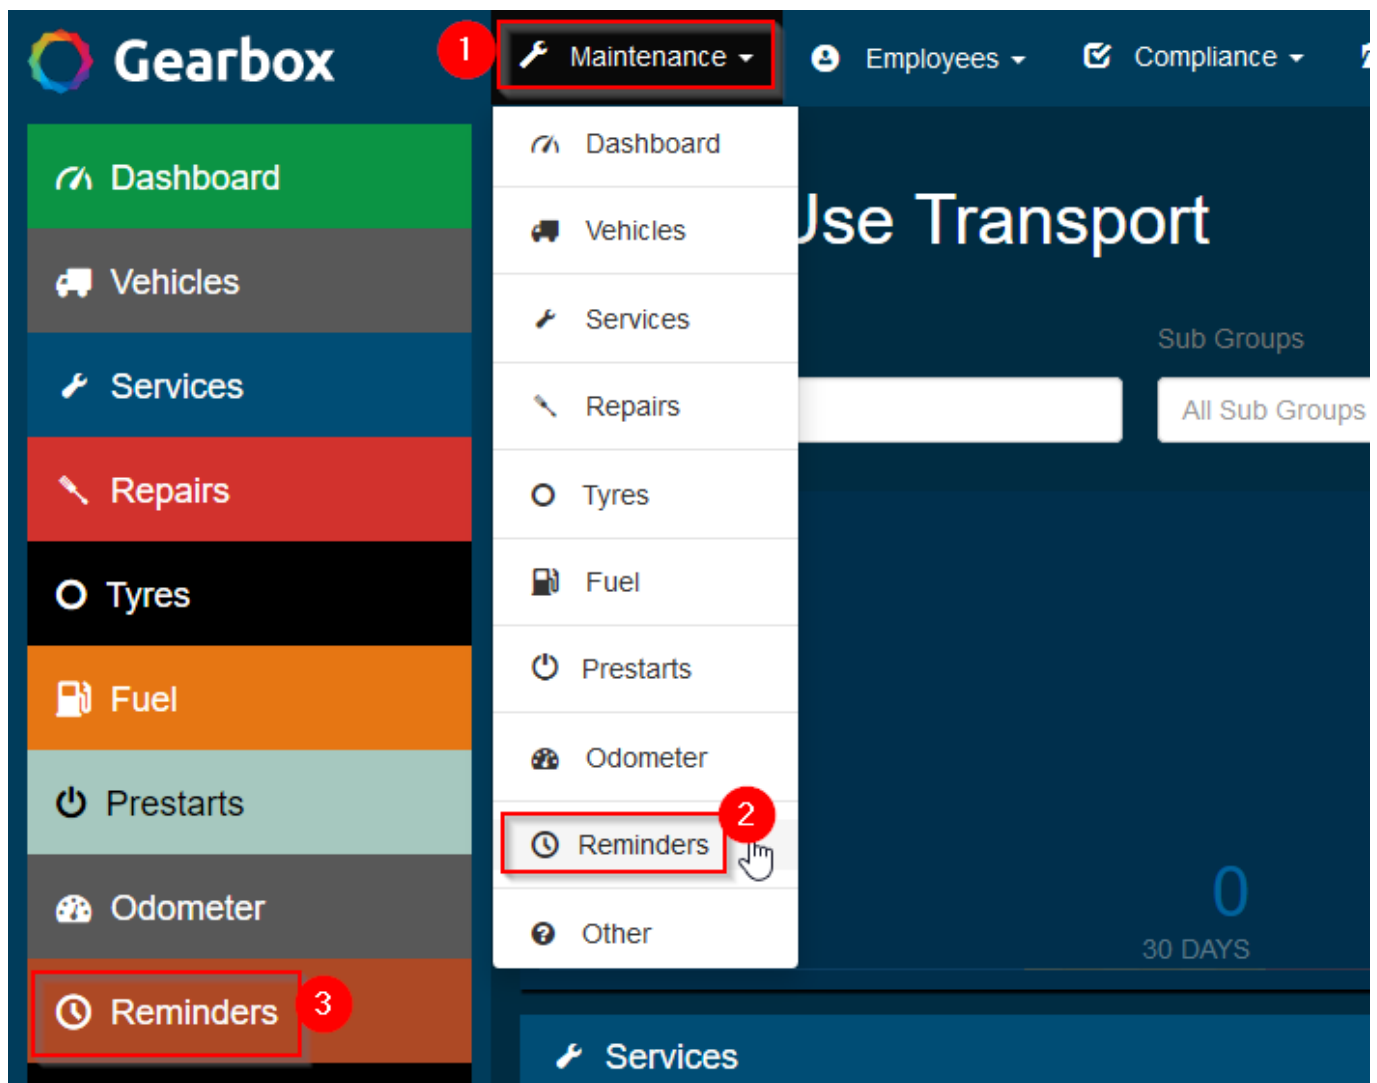 Gearbox
1
Maintenance
Employees
Compliance
Dashboard
Vehicles
Services
Repairs
Tyres
Fuel
Prestarts
Odometer
Reminders
3
Dashboard
Vehicles
Services
Repairs
Tyres
Fuel
Prestarts
Odometer
2
Reminders
Other
Use Transport
Sub Groups
All Sub Groups
0
30 DAYS
Services